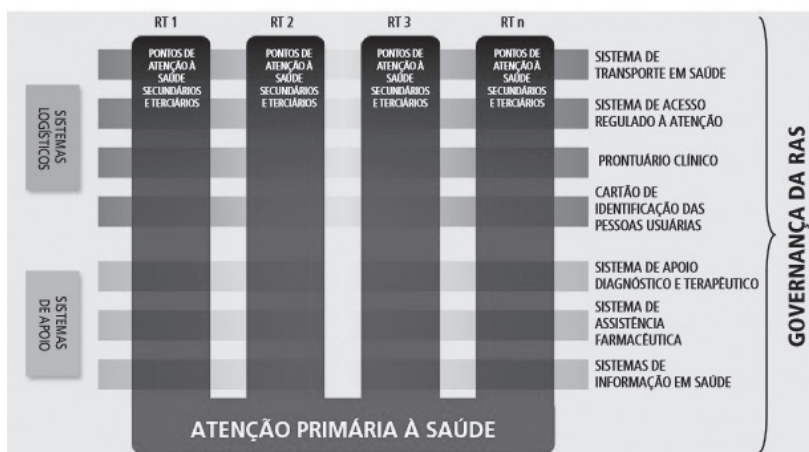 RT 1
RT 2
RT 3
RT n
PONTOS DE
ATENÇÃO À
SAÚDE
SECUNDÁRIOS
E TERCIÁRIOS
PONTOS DE
ATENÇÃO À
SAÚDE
SECUNDÁRIOS
E TERCIÁRIOS
PONTOS DE
ATENÇÃO À
SAÚDE
SECUNDÁRIOS
E TERCIÁRIOS
PONTOS DE
ATENÇÃO À
SAÚDE
SECUNDÁRIOS
E TERCIÁRIOS
SISTEMAS
LOGÍSTICOS
SISTEMA DE
TRANSPORTE EM SAÚDE
SISTEMA DE ACESSO
REGULADO À ATENÇÃO
PRONTUÁRIO CLÍNICO
CARTÃO DE
IDENTIFICAÇÃO DAS
PESSOAS USUÁRIAS
SISTEMAS
DE APOIO
SISTEMA DE APOIO
DIAGNÓSTICO E TERAPÊUTICO
SISTEMA DE
ASSISTÊNCIA
FARMACÊUTICA
SISTEMAS DE
INFORMAÇÃO EM SAÚDE
GOVERNANÇA DA RAS
ATENÇÃO PRIMÁRIA À SAÚDE